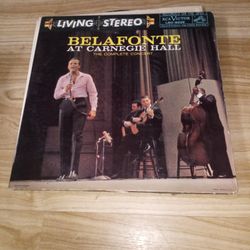 LIVING STEREO
RCA VICTOR
BELAFONTE
AT CARNEGIE HALL
THE COMPLETE CONCERT